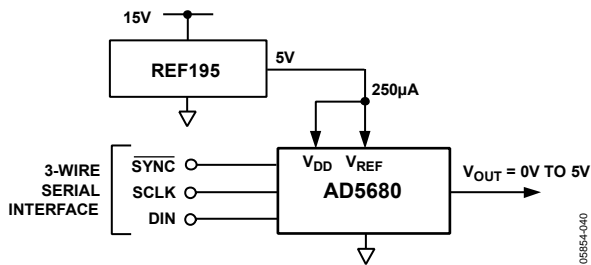 15V
REF195
5V
250µA
3-WIRE
SERIAL
INTERFACE
SYNC
SCLK
DIN
VDD VREF
AD5680
VOUT = 0V TO 5V
05854-040